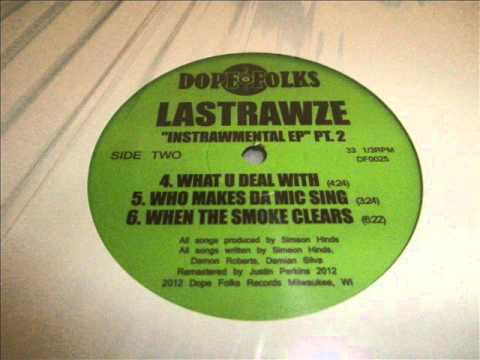 DOPE FOLKS
LASTRAWZE
"INSTRAWMENTAL EP" PT. 2
SIDE TWO
33 1/3RPM
DF0025
4. WHAT U DEAL WITH (4:24)
5. WHO MAKES DA MIC SING (3:24)
6. WHEN THE SMOKE CLEARS (6:22)
All songs produced by Simeon Hinds
All songs written by Simeon Hinds,
Damon Roberts, Damian Silva
Remastered by Justin Perkins 2012
2012 Dope Folks Records Milwaukee, WI